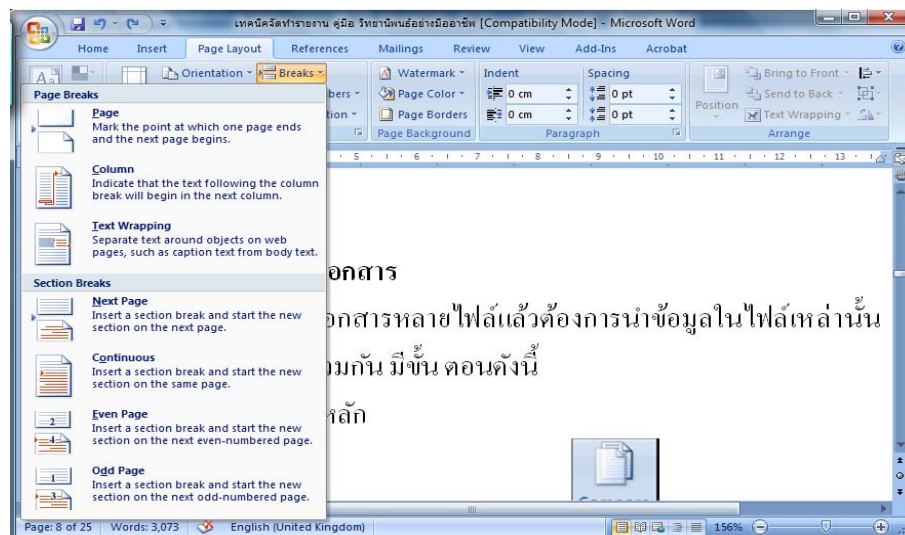 เทคนิคจัดทำรายงาน คู่มือ วิทยานิพนธ์อย่างมืออาชีพ [Compatibility Mode] - Microsoft Word
Home Insert Page Layout References Mailings Review View Add-Ins Acrobat
Orientation Breaks Watermark Indent Spacing Bring to Front
Page Color 0 cm 0 pt Send to Back
Page Borders 0 cm 0 pt Position Text Wrapping
Page Background Paragraph Arrange
Page Breaks
Page
Mark the point at which one page ends
and the next page begins.
Column
Indicate that the text following the column
break will begin in the next column.
Text Wrapping
Separate text around objects on web
pages, such as caption text from body text.
Section Breaks
Next Page
Insert a section break and start the new
section on the next page.
Continuous
Insert a section break and start the new
section on the same page.
Even Page
Insert a section break and start the new
section on the next even-numbered page.
Odd Page
Insert a section break and start the new
section on the next odd-numbered page.
5 6 7 8 9 10 11 12 13
อกสาร
อกสารหลายไฟล์แล้วต้องการนำข้อมูลในไฟล์เหล่านั้น
วมกัน มีขั้น ตอนดังนี้
หลัก
Page: 8 of 25 Words: 3,073 English (United Kingdom) 156%